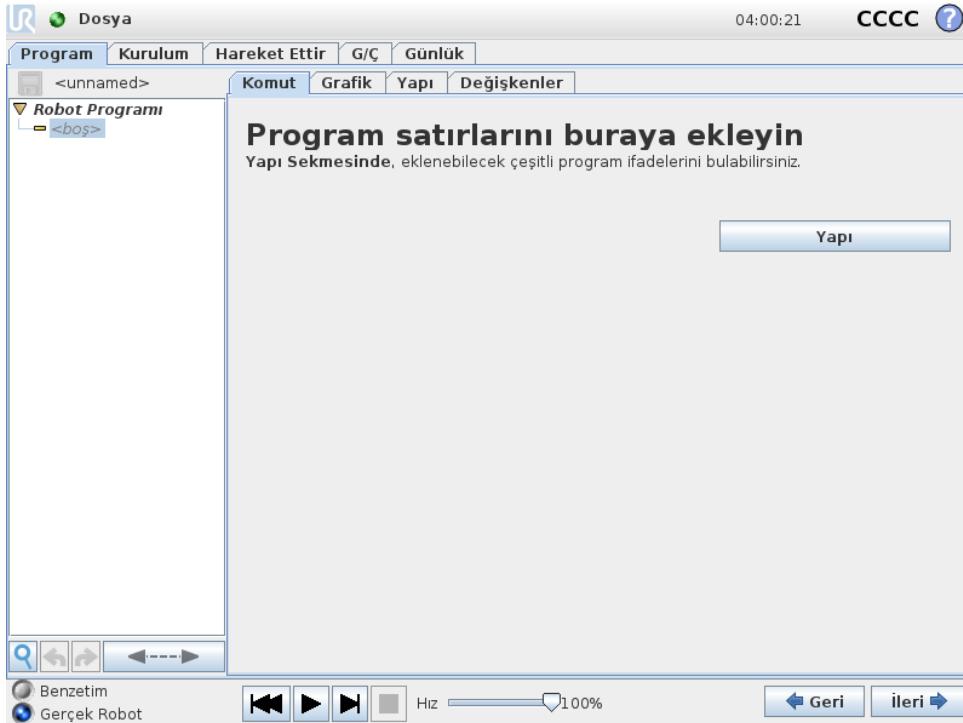 UR Dosya 04:00:21 CCCC ?
Program Kurulum Hareket Ettir G/Ç Günlük
<unnamed> Komut Grafik Yapı Değişkenler
Robot Programı
<boş>
Program satırlarını buraya ekleyin
Yapı Sekmesinde, eklenebilecek çeşitli program ifadelerini bulabilirsiniz.
Yapı
Benzetim
Gerçek Robot
Hız 100% Geri İleri